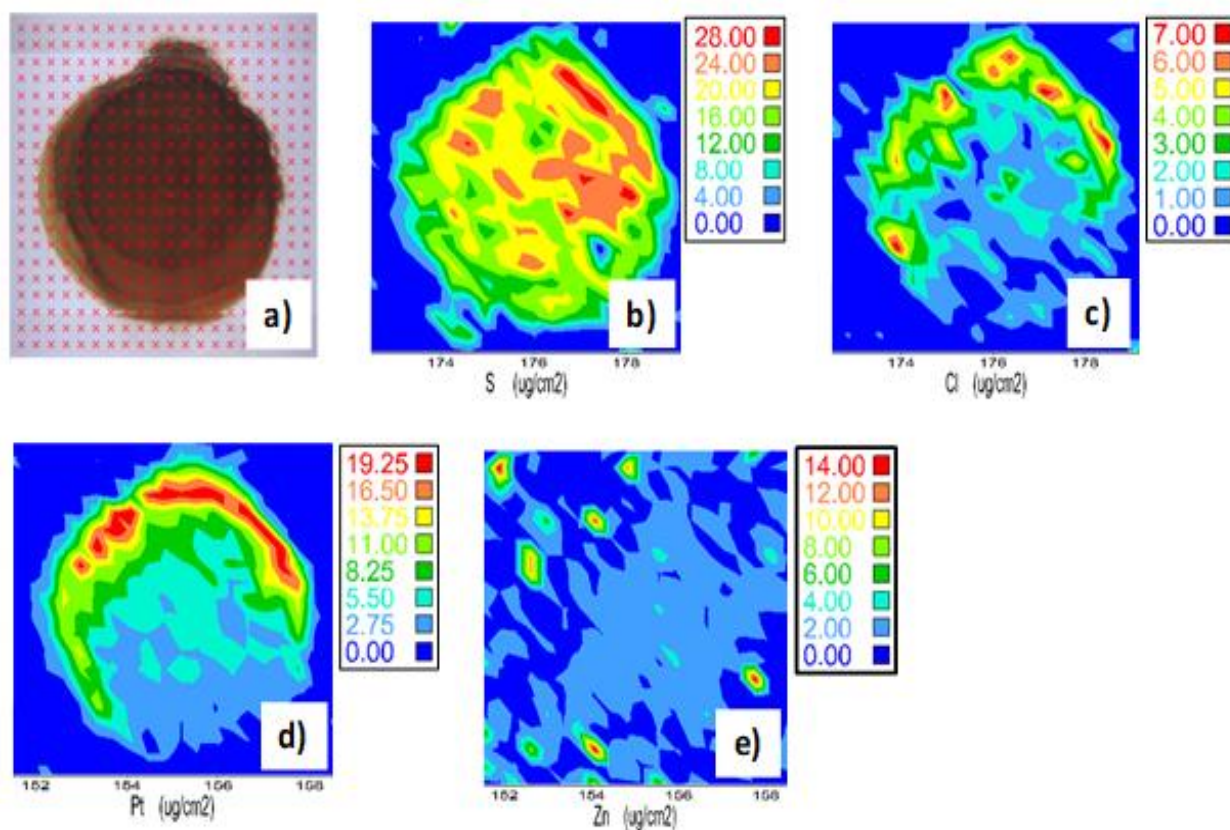 a)
28.00
24.00
20.00
16.00
12.00
8.00
4.00
0.00
b)
174 176 178
S (ug/cm2)
7.00
6.00
5.00
4.00
3.00
2.00
1.00
0.00
c)
174 176 178
Cl (ug/cm2)
19.25
16.50
13.75
11.00
8.25
5.50
2.75
0.00
d)
152 154 156 158
Pt (ug/cm2)
14.00
12.00
10.00
8.00
6.00
4.00
2.00
0.00
e)
152 154 156 158
Zn (ug/cm2)